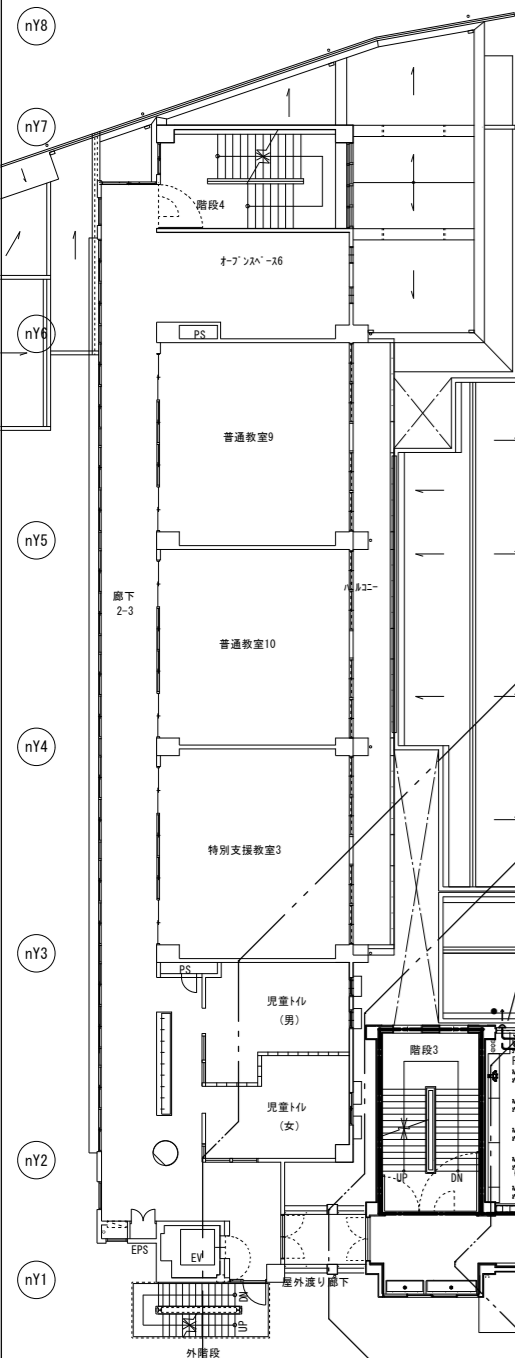 nY8
nY7
階段4
オープンスペース6
nY6
PS
普通教室9
nY5
廊下
2-3
バルコニー
普通教室10
nY4
特別支援教室3
nY3
PS
児童トイレ
(男)
階段3
児童トイレ
(女)
nY2
UP
DN
EPS
EV
nY1
屋外渡り廊下
DN
UP
外階段